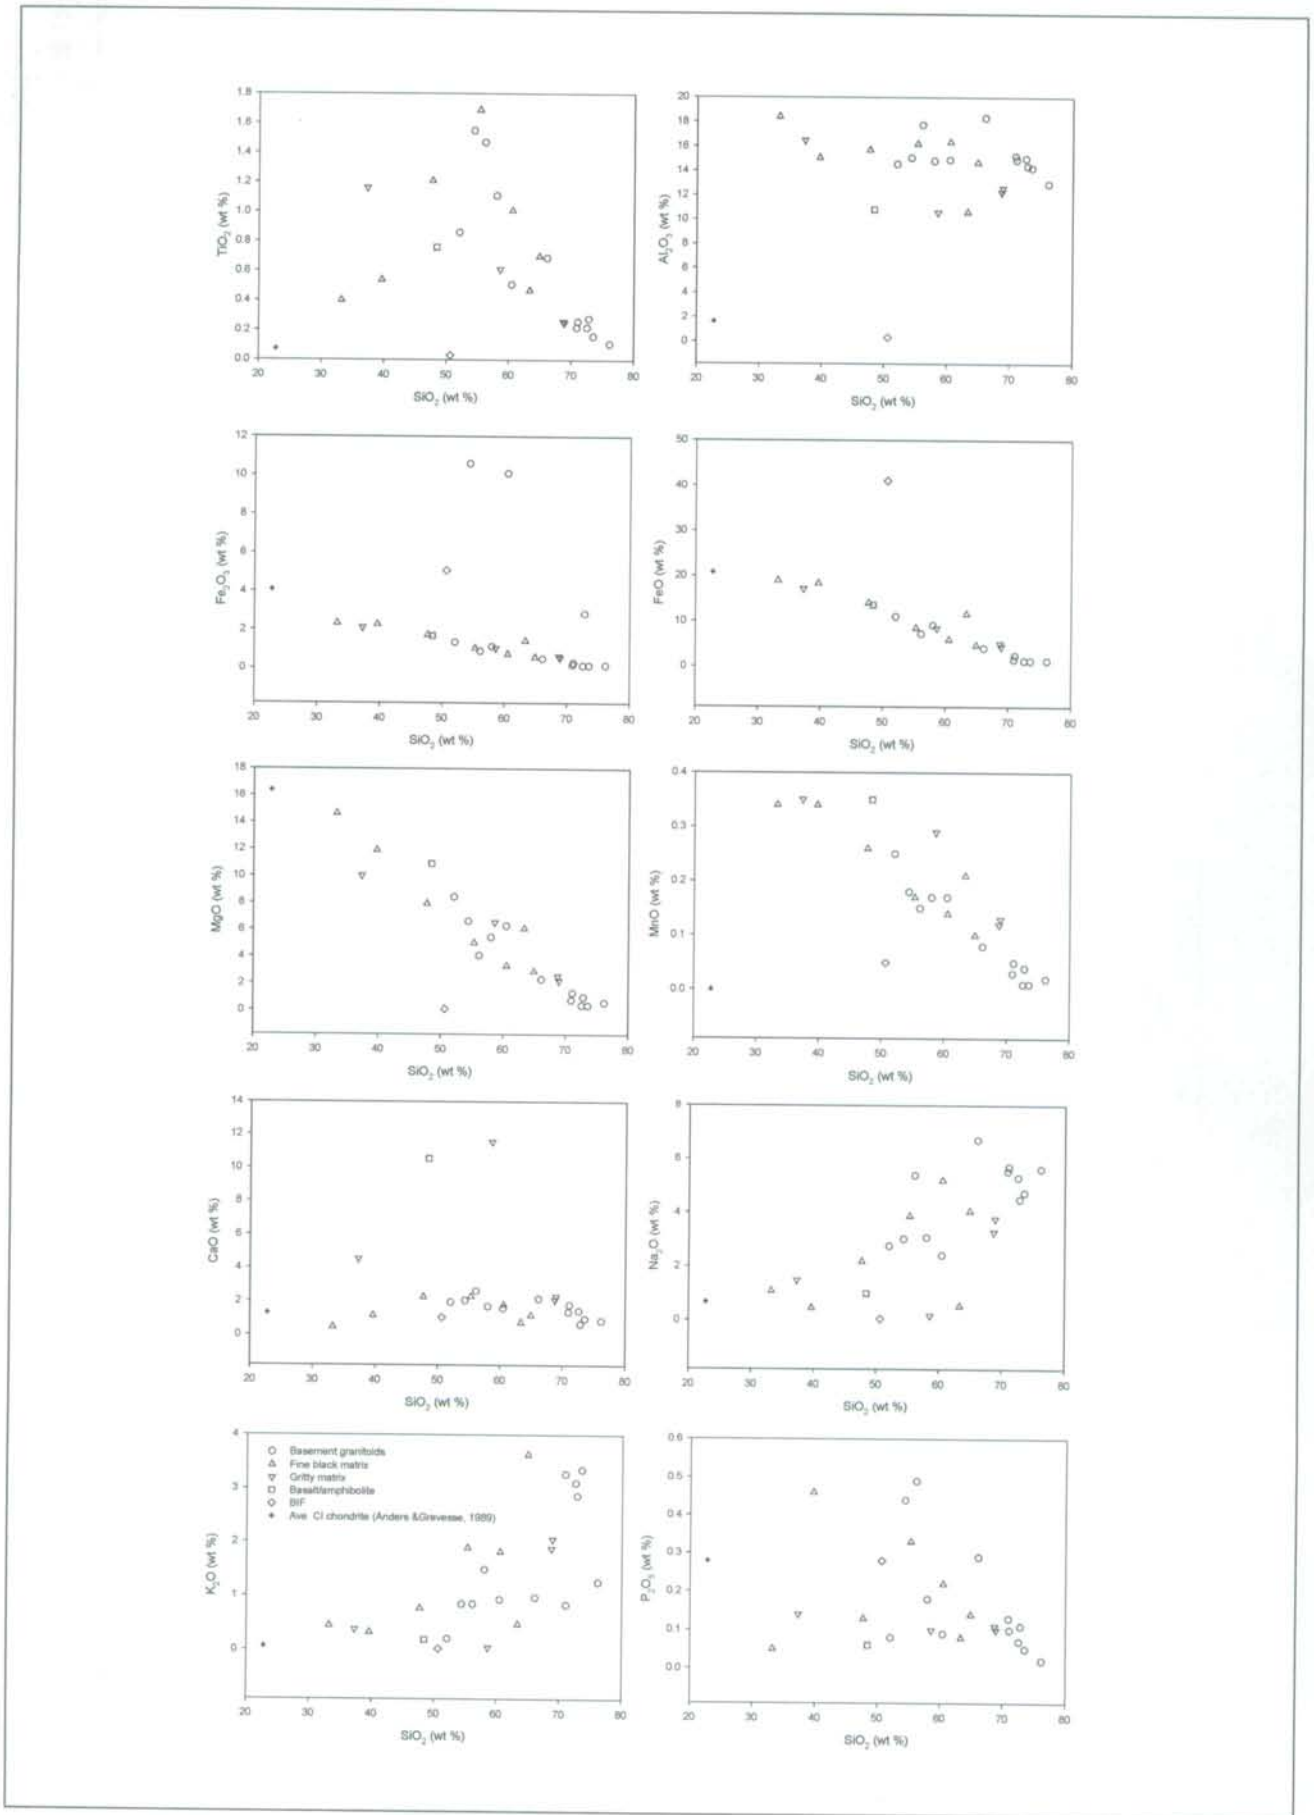 1.8
1.6
1.4
1.2
1.0
0.8
0.6
0.4
0.2
0.0
TiO₂ (wt %)
20 30 40 50 60 70 80
SiO₂ (wt %)
20
18
16
14
12
10
8
6
4
2
0
Al₂O₃ (wt %)
20 30 40 50 60 70 80
SiO₂ (wt %)
12
10
8
6
4
2
0
Fe₂O₃ (wt %)
20 30 40 50 60 70 80
SiO₂ (wt %)
50
40
30
20
10
0
FeO (wt %)
20 30 40 50 60 70 80
SiO₂ (wt %)
18
16
14
12
10
8
6
4
2
0
MgO (wt %)
20 30 40 50 60 70 80
SiO₂ (wt %)
0.4
0.3
0.2
0.1
0.0
MnO (wt %)
20 30 40 50 60 70 80
SiO₂ (wt %)
14
12
10
8
6
4
2
0
CaO (wt %)
20 30 40 50 60 70 80
SiO₂ (wt %)
8
6
4
2
0
Na₂O (wt %)
20 30 40 50 60 70 80
SiO₂ (wt %)
4
3
2
1
0
K₂O (wt %)
Basement granitoids
Fine black matrix
Gritty matrix
Basalt/amphibolite
BIF
Ave CI chondrite (Anders &Grevesse, 1989)
20 30 40 50 60 70 80
SiO₂ (wt %)
0.6
0.5
0.4
0.3
0.2
0.1
0.0
P₂O₅ (wt %)
20 30 40 50 60 70 80
SiO₂ (wt %)